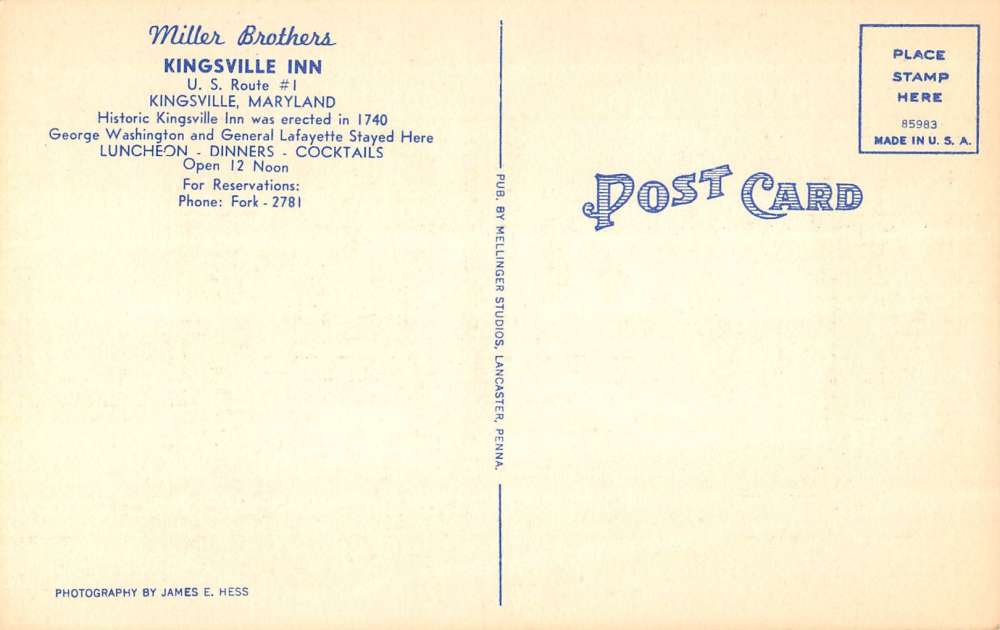 Miller Brothers
KINGSVILLE INN
U. S. Route #1
KINGSVILLE, MARYLAND
Historic Kingsville Inn was erected in 1740
George Washington and General Lafayette Stayed Here
LUNCHEON - DINNERS - COCKTAILS
Open 12 Noon
For Reservations:
Phone: Fork - 2781
PHOTOGRAPHY BY JAMES E. HESS
PUB. BY MELLINGER STUDIOS, LANCASTER, PENNA.
POST CARD
PLACE
STAMP
HERE
85983
MADE IN U. S. A.